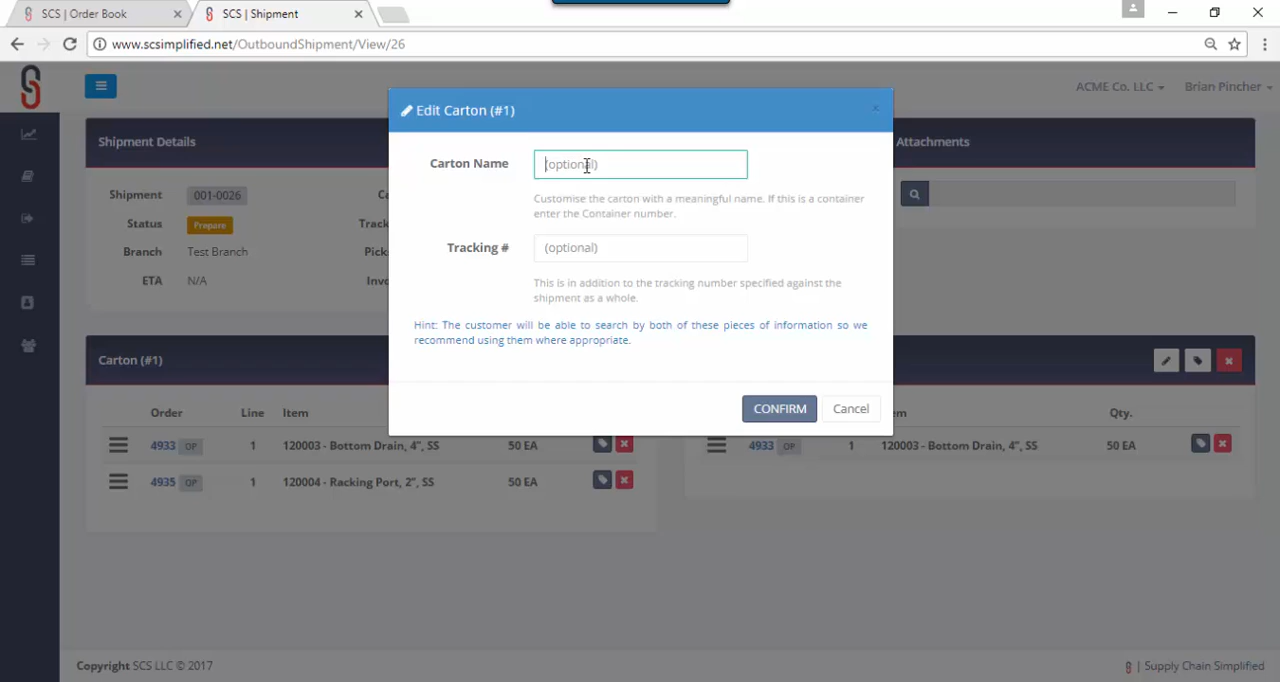 SCS | Order Book
SCS | Shipment
www.scsimplified.net/OutboundShipment/View/26
ACME Co. LLC
Brian Pincher
Shipment Details
Attachments
Shipment 001-0026
Status Prepare
Branch Test Branch
ETA N/A
Edit Carton (#1)
Carton Name (optional)
Customise the carton with a meaningful name. If this is a container
enter the Container number.
Tracking # (optional)
This is in addition to the tracking number specified against the
shipment as a whole.
Hint: The customer will be able to search by both of these pieces of information so we
recommend using them where appropriate.
CONFIRM Cancel
Carton (#1)
Order Line Item
4933 OP 1 120003 - Bottom Drain, 4", SS 50 EA
4935 OP 1 120004 - Racking Port, 2", SS 50 EA
Qty.
4933 OP 1 120003 - Bottom Drain, 4", SS 50 EA
Copyright SCS LLC © 2017
| Supply Chain Simplified